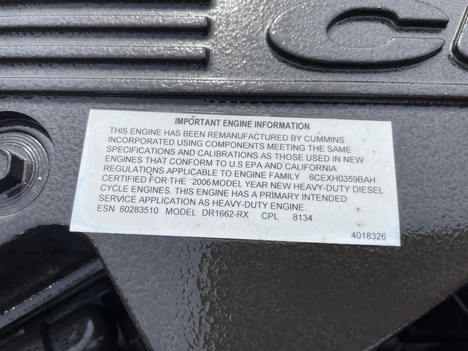 IMPORTANT ENGINE INFORMATION
THIS ENGINE HAS BEEN REMANUFACTURED BY CUMMINS
INCORPORATED USING COMPONENTS MEETING THE SAME
SPECIFICATIONS AND CALIBRATIONS AS THOSE USED IN NEW
ENGINES THAT CONFORM TO U.S EPA AND CALIFORNIA
REGULATIONS APPLICABLE TO ENGINE FAMILY 6CEXH0359BAH
CERTIFIED FOR THE 2006 MODEL YEAR NEW HEAVY-DUTY DIESEL
CYCLE ENGINES. THIS ENGINE HAS A PRIMARY INTENDED
SERVICE APPLICATION AS HEAVY-DUTY ENGINE.
ESN 60283510 MODEL DR1662-RX CPL 8134
4018326